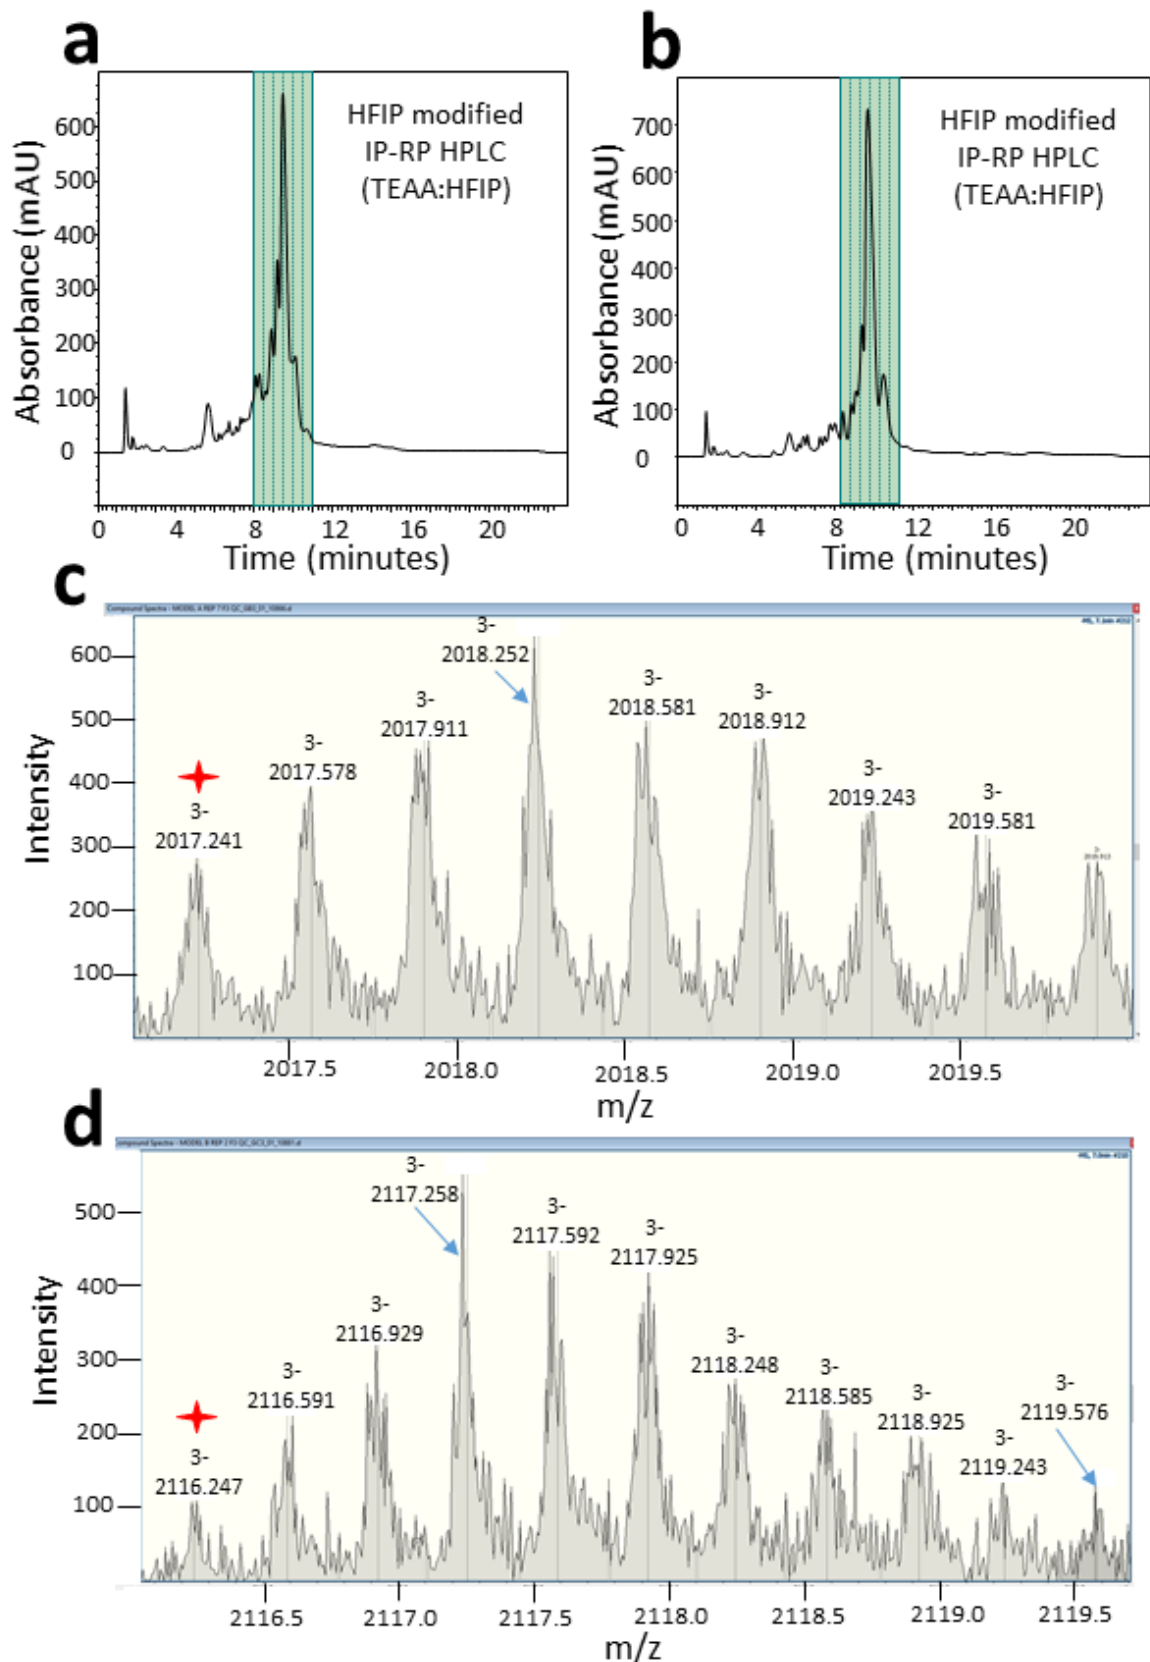 a
b
HFIP modified
IP-RP HPLC
(TEAA:HFIP)
Absorbance (mAU)
600
500
400
300
200
100
0
0 4 8 12 16 20
Time (minutes)
HFIP modified
IP-RP HPLC
(TEAA:HFIP)
Absorbance (mAU)
700
600
500
400
300
200
100
0
0 4 8 12 16 20
Time (minutes)
c
Intensity
600
500
400
300
200
100
3-
2017.241
3-
2017.578
3-
2017.911
3-
2018.252
3-
2018.581
3-
2018.912
3-
2019.243
3-
2019.581
2017.5 2018.0 2018.5 2019.0 2019.5
m/z
d
Intensity
500
400
300
200
100
3-
2116.247
3-
2116.591
3-
2116.929
3-
2117.258
3-
2117.592
3-
2117.925
3-
2118.248
3-
2118.585
3-
2118.925
3-
2119.243
3-
2119.576
2116.5 2117.0 2117.5 2118.0 2118.5 2119.0 2119.5
m/z